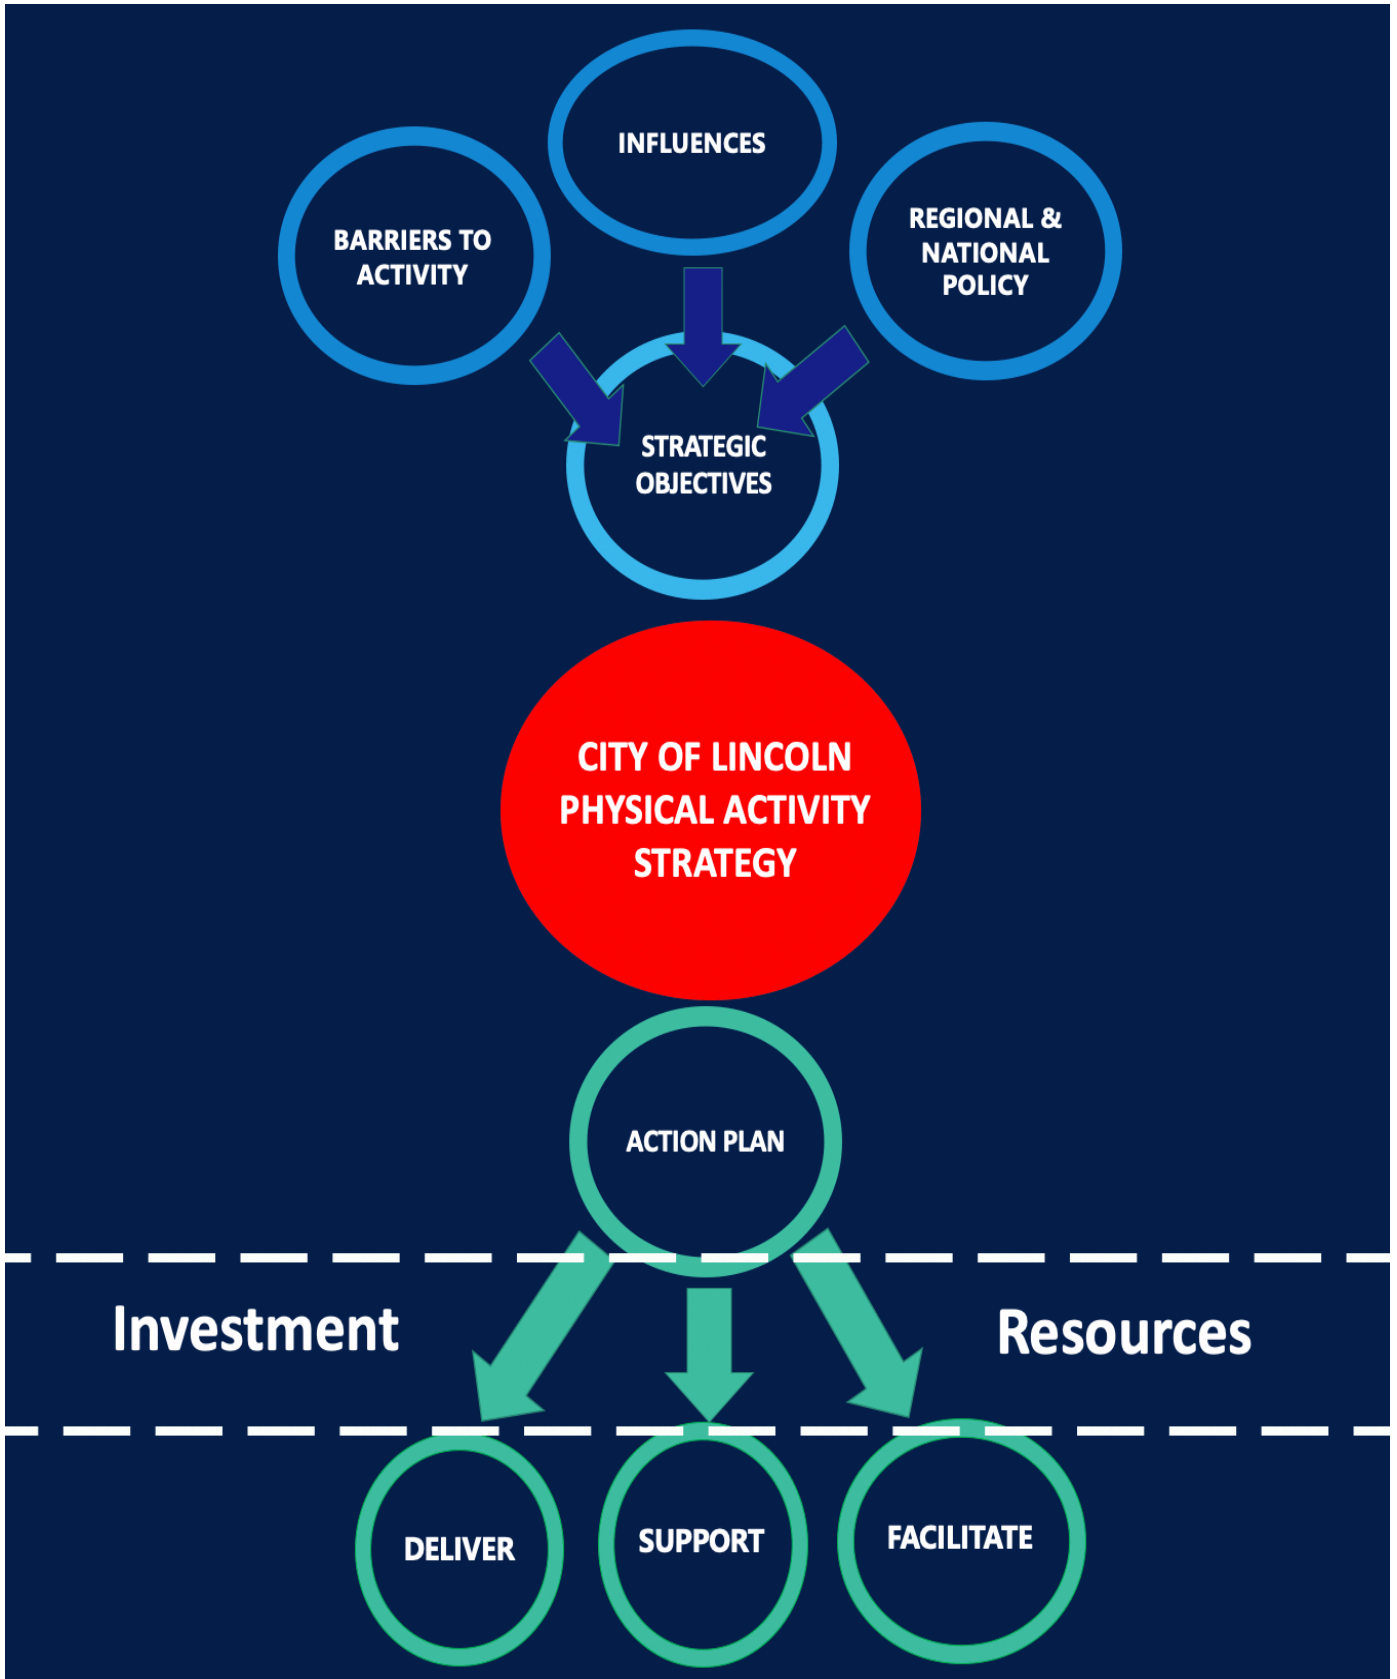 INFLUENCES
BARRIERS TO
ACTIVITY
REGIONAL &
NATIONAL
POLICY
STRATEGIC
OBJECTIVES
CITY OF LINCOLN
PHYSICAL ACTIVITY
STRATEGY
ACTION PLAN
Investment
Resources
DELIVER
SUPPORT
FACILITATE